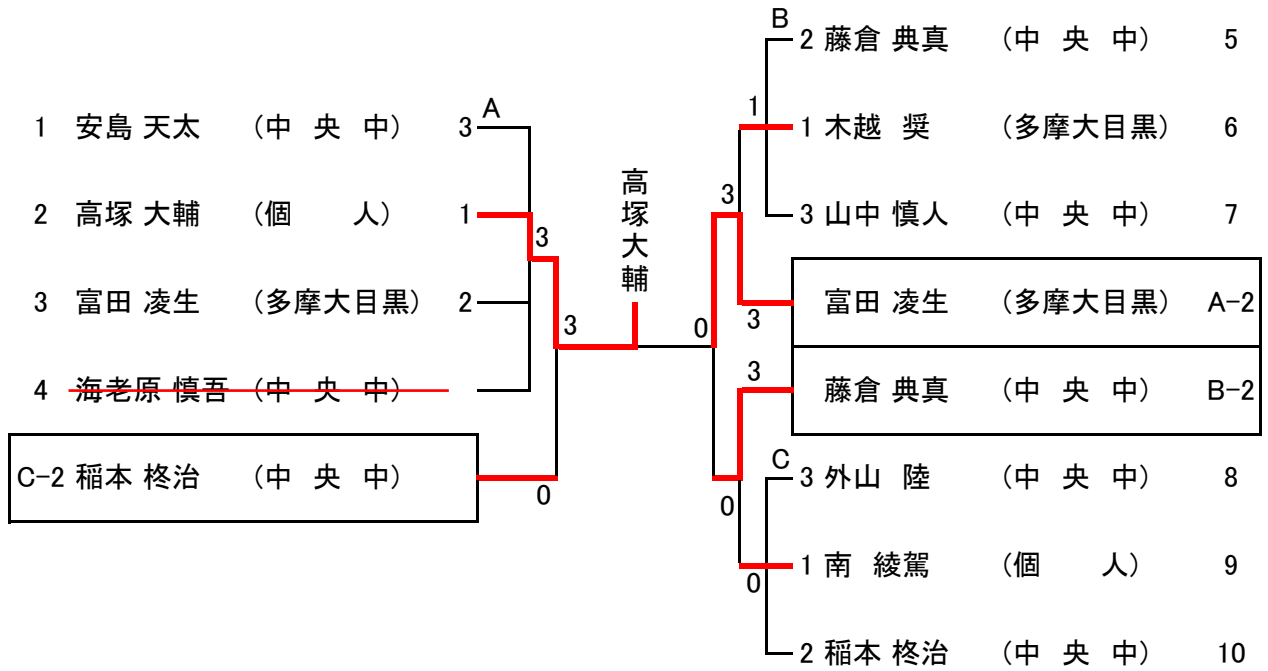 A
1 安島 天太 (中 央 中) 3
2 高塚 大輔 (個 人) 1
3 富田 凌生 (多摩大目黒) 2
4 海老原 慎吾 (中 央 中)
C-2 稲本 柊治 (中 央 中)
3
3
0
高塚大輔
0
3
1
3
3
0
0
B
2 藤倉 典真 (中 央 中) 5
1 木越 奨 (多摩大目黒) 6
3 山中 慎人 (中 央 中) 7
富田 凌生 (多摩大目黒) A-2
藤倉 典真 (中 央 中) B-2
C
3 外山 陸 (中 央 中) 8
1 南 綾駕 (個 人) 9
2 稲本 柊治 (中 央 中) 10